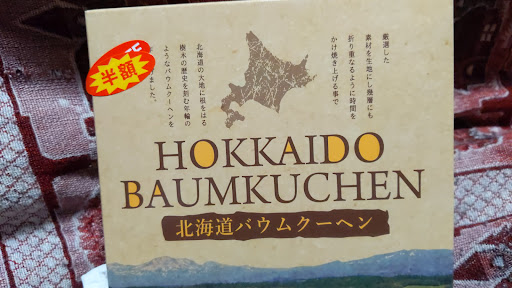 厳選した
素材を生地にし幾層にも
折り重なるように時間を
かけ焼き上げる事で
北海道の大地に根をはる
樹木の歴史を刻む年輪の
ようなバウムクーヘンを
ました。
半額
HOKKAIDO
BAUMKUCHEN
北海道バウムクーヘン